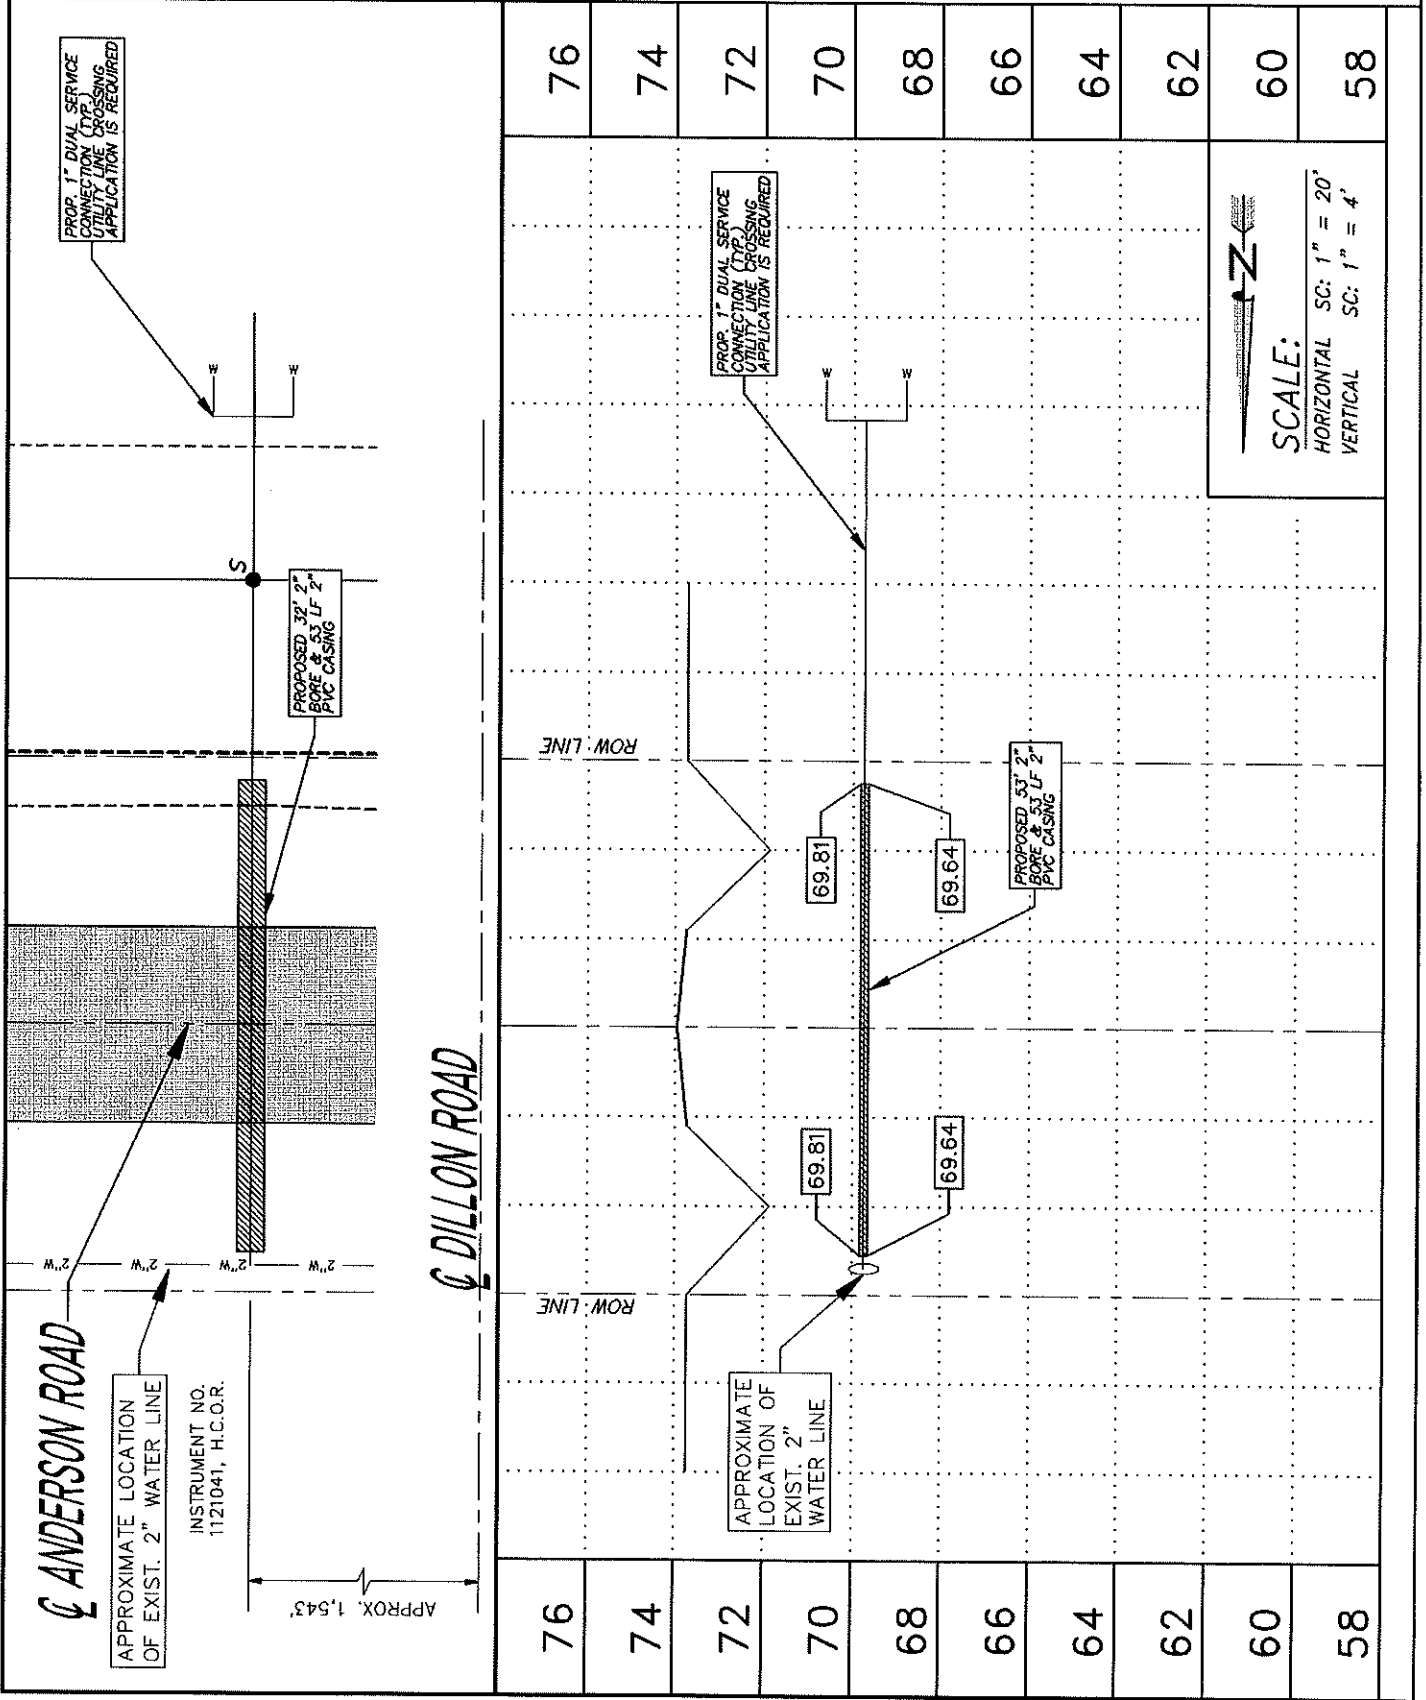 PROP. 1" DUAL SERVICE
CONNECTION (TYP.)
UTILITY LINE CROSSING
APPLICATION IS REQUIRED
W
W
S
PROPOSED 32' 2"
BORE & 53 LF 2"
PVC CASING
2"W
2"W
2"W
2"W
℄ ANDERSON ROAD
APPROXIMATE LOCATION
OF EXIST. 2" WATER LINE
INSTRUMENT NO.
1121041, H.C.O.R.
APPROX. 1,543'
℄ DILLON ROAD
76
74
72
70
68
66
64
62
60
58
PROP. 1" DUAL SERVICE
CONNECTION (TYP.)
UTILITY LINE CROSSING
APPLICATION IS REQUIRED
W
W
ROW LINE
ROW LINE
69.81
69.64
PROPOSED 53' 2"
BORE & 53 LF 2"
PVC CASING
69.81
69.64
APPROXIMATE
LOCATION OF
EXIST. 2"
WATER LINE
N
SCALE:
HORIZONTAL SC: 1" = 20'
VERTICAL SC: 1" = 4'
76
74
72
70
68
66
64
62
60
58